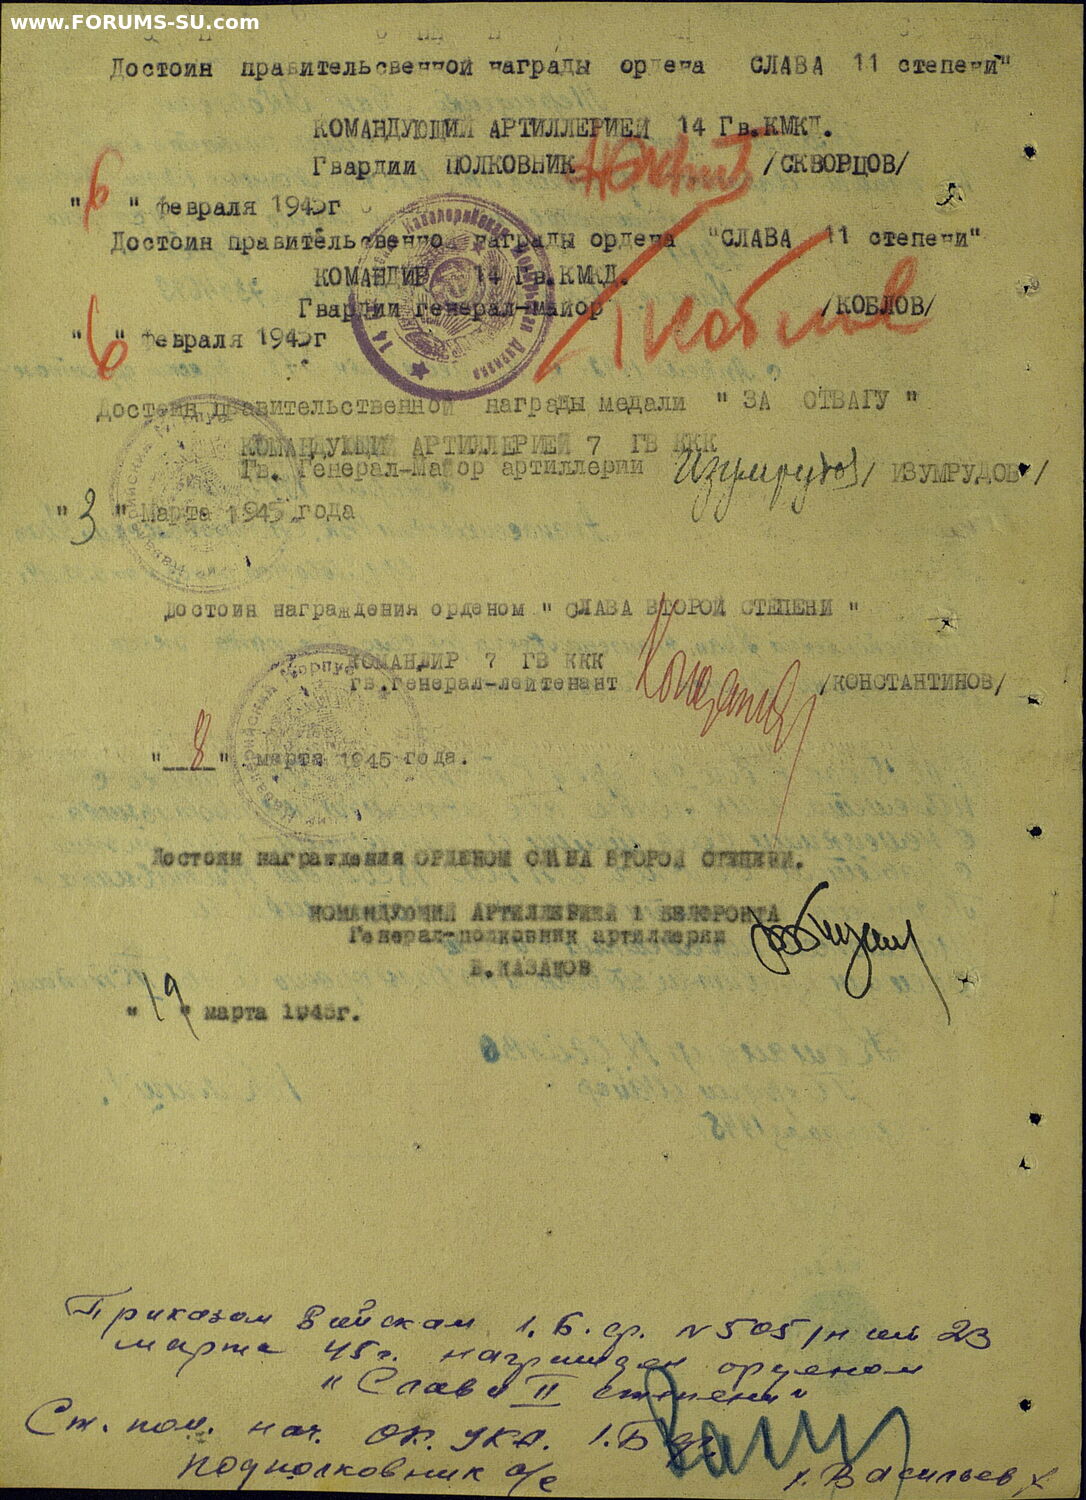 www.FORUMS-SU.com
Достоин правительсвенной награды ордена СЛАВА 11 степени"
КОМАНДУЮЩИЙ АРТИЛЛЕРИЕЙ 14 Гв.КМКД.
Гвардии ПОЛКОВНИК /СКВОРЦОВ/
"6" февраля 1945г
Достоин правительсвенно награды ордена "СЛАВА 11 степени"
КОМАНДИР 14 Гв.КМКД.
Гвардии генерал-майор Коблов /КОБЛОВ/
"6" февраля 1945г
Достоин правительственной награды медали " ЗА ОТВАГУ "
КОМАНДУЮЩИЙ АРТИЛЛЕРИЕЙ 7 ГВ ККК
Гв. Генерал-Майор артиллерии Изумрудов / ИЗУМРУДОВ /
"3" Марта 1945 года
Достоин награждения орденом " СЛАВА ВТОРОЙ СТЕПЕНИ "
КОМАНДИР 7 ГВ ККК
гв.генерал-лейтенант /КОНСТАНТИНОВ/
"8" марта 1945 года.
Достоин награждения ОРДЕНОМ СЛАВА ВТОРОЙ СТЕПЕНИ.
КОМАНДУЮЩИЙ АРТИЛЛЕРИЕЙ 1 БЕЛФРОНТА
Генерал-полковник артиллерии
В.КАЗАКОВ
"19" марта 1945г.
Приказом войскам 1.Б.ф. №505/н от 23
марта 45г. награжден орденом
"Слава II степени"
Ст. пом. нач. ОК. УКА. 1.Б.ф.
подполковник а/с /.Васильев/